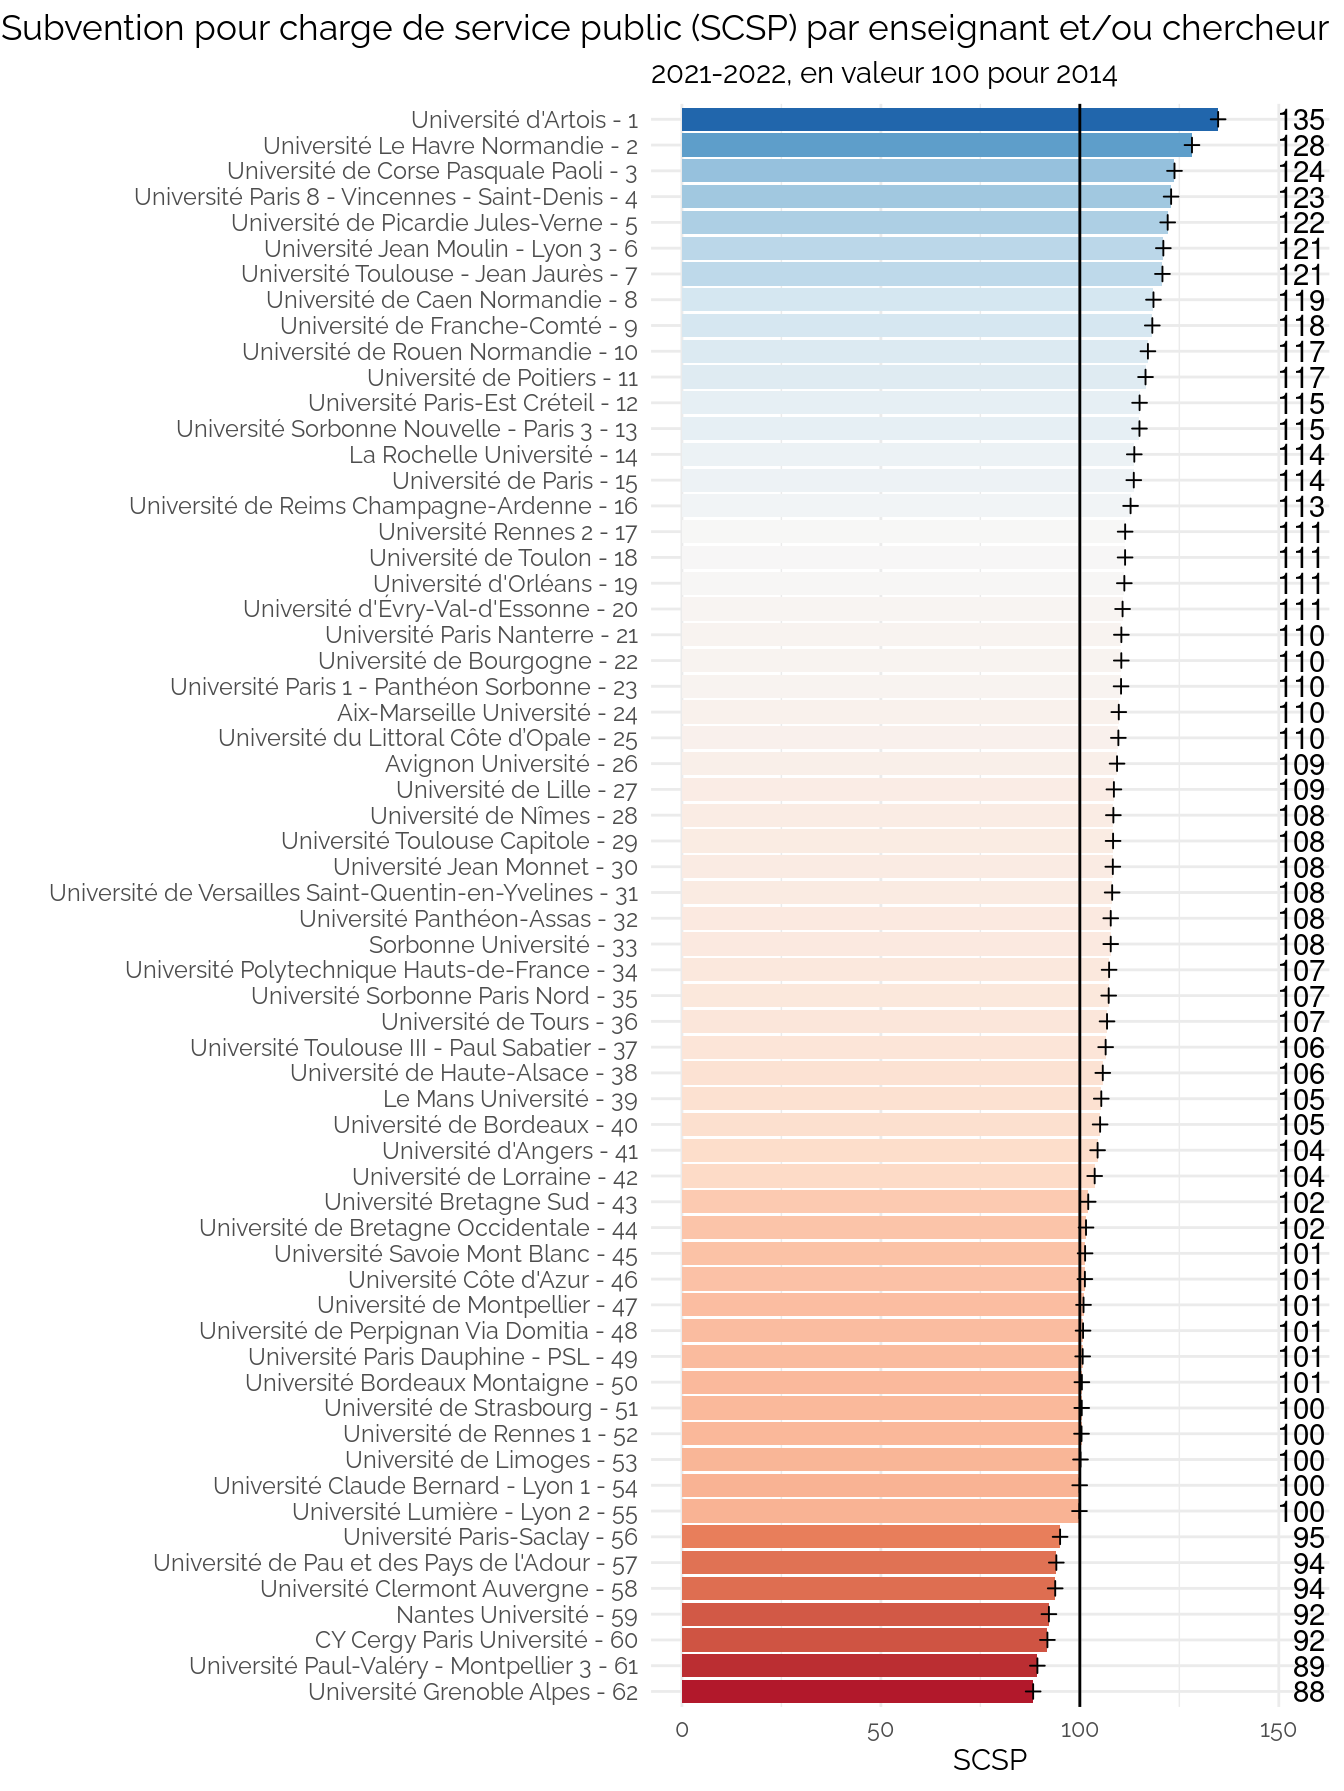 Subvention pour charge de service public (SCSP) par enseignant et/ou chercheur
2021-2022, en valeur 100 pour 2014
Université d'Artois - 1 135
Université Le Havre Normandie - 2 128
Université de Corse Pasquale Paoli - 3 124
Université Paris 8 - Vincennes - Saint-Denis - 4 123
Université de Picardie Jules-Verne - 5 122
Université Jean Moulin - Lyon 3 - 6 121
Université Toulouse - Jean Jaurès - 7 121
Université de Caen Normandie - 8 119
Université de Franche-Comté - 9 118
Université de Rouen Normandie - 10 117
Université de Poitiers - 11 117
Université Paris-Est Créteil - 12 115
Université Sorbonne Nouvelle - Paris 3 - 13 115
La Rochelle Université - 14 114
Université de Paris - 15 114
Université de Reims Champagne-Ardenne - 16 113
Université Rennes 2 - 17 111
Université de Toulon - 18 111
Université d'Orléans - 19 111
Université d'Évry-Val-d'Essonne - 20 111
Université Paris Nanterre - 21 110
Université de Bourgogne - 22 110
Université Paris 1 - Panthéon Sorbonne - 23 110
Aix-Marseille Université - 24 110
Université du Littoral Côte d’Opale - 25 110
Avignon Université - 26 109
Université de Lille - 27 109
Université de Nîmes - 28 108
Université Toulouse Capitole - 29 108
Université Jean Monnet - 30 108
Université de Versailles Saint-Quentin-en-Yvelines - 31 108
Université Panthéon-Assas - 32 108
Sorbonne Université - 33 108
Université Polytechnique Hauts-de-France - 34 107
Université Sorbonne Paris Nord - 35 107
Université de Tours - 36 107
Université Toulouse III - Paul Sabatier - 37 106
Université de Haute-Alsace - 38 106
Le Mans Université - 39 105
Université de Bordeaux - 40 105
Université d'Angers - 41 104
Université de Lorraine - 42 104
Université Bretagne Sud - 43 102
Université de Bretagne Occidentale - 44 102
Université Savoie Mont Blanc - 45 101
Université Côte d'Azur - 46 101
Université de Montpellier - 47 101
Université de Perpignan Via Domitia - 48 101
Université Paris Dauphine - PSL - 49 101
Université Bordeaux Montaigne - 50 101
Université de Strasbourg - 51 100
Université de Rennes 1 - 52 100
Université de Limoges - 53 100
Université Claude Bernard - Lyon 1 - 54 100
Université Lumière - Lyon 2 - 55 100
Université Paris-Saclay - 56 95
Université de Pau et des Pays de l'Adour - 57 94
Université Clermont Auvergne - 58 94
Nantes Université - 59 92
CY Cergy Paris Université - 60 92
Université Paul-Valéry - Montpellier 3 - 61 89
Université Grenoble Alpes - 62 88
0 50 100 150
SCSP